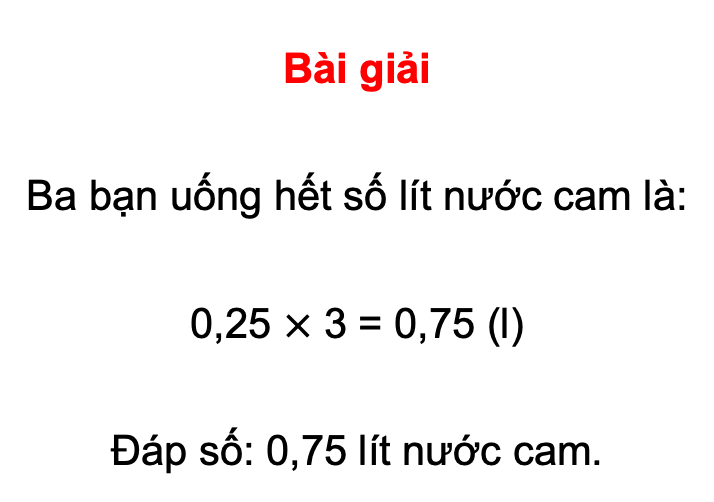 Bài giải
Ba bạn uống hết số lít nước cam là:
0,25 × 3 = 0,75 (l)
Đáp số: 0,75 lít nước cam.